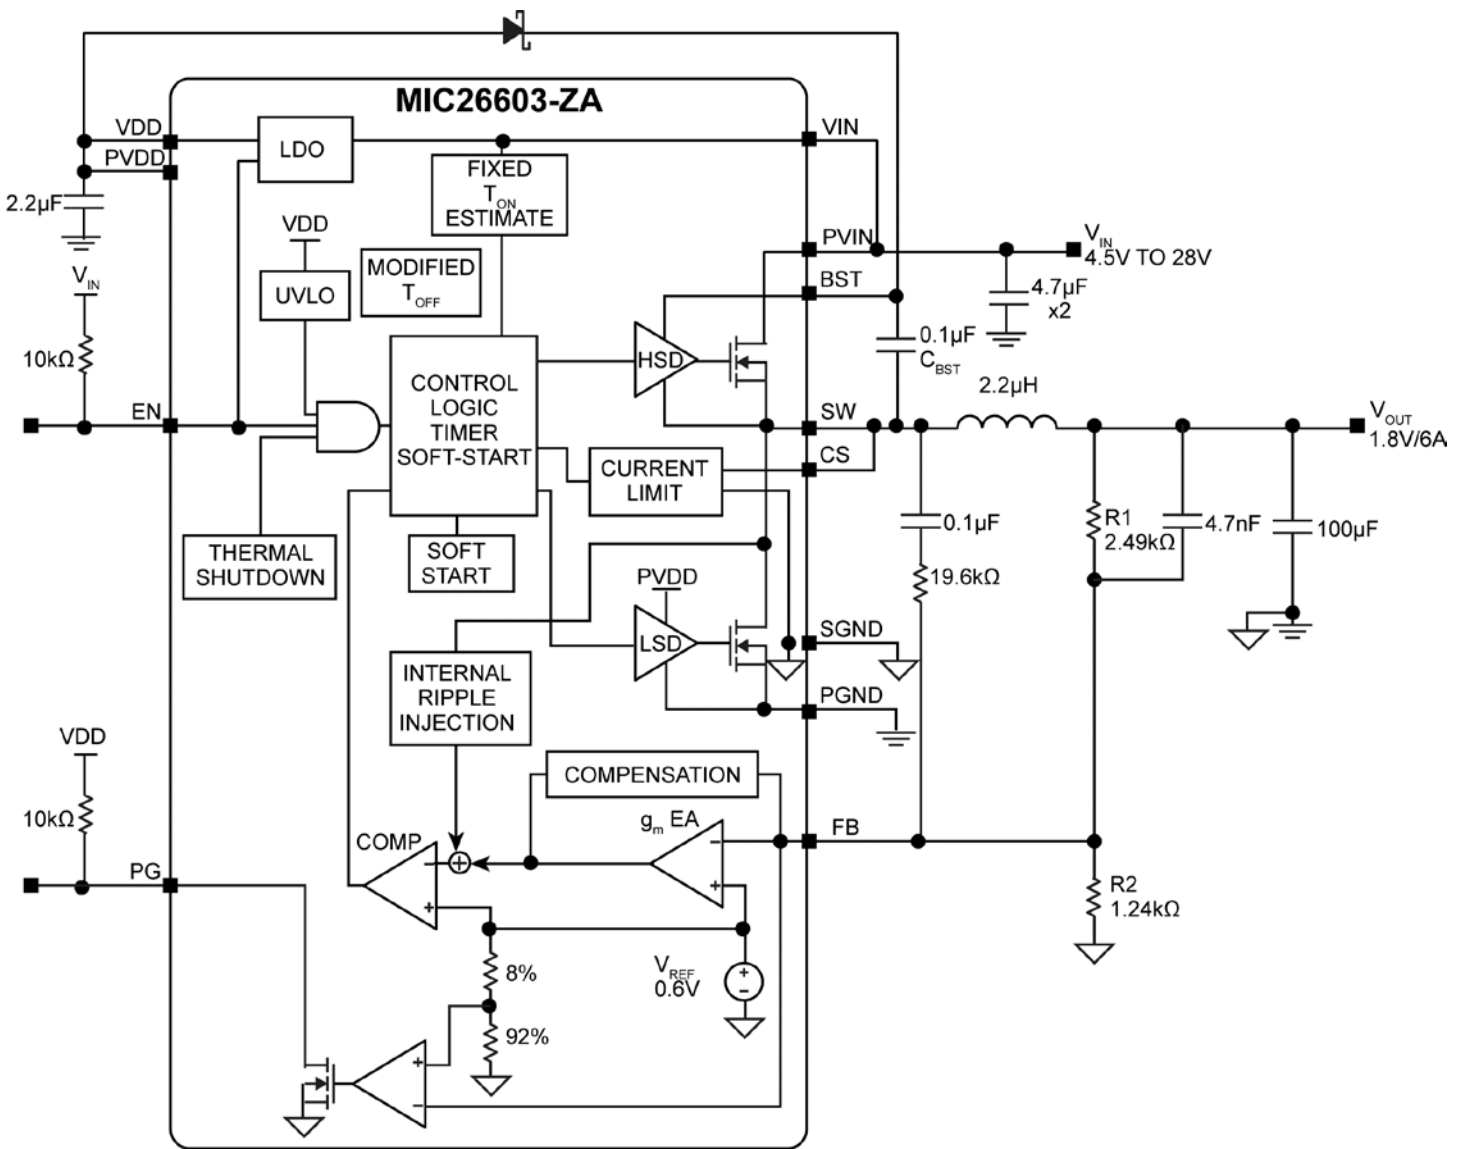 MIC26603-ZA
VDD
PVDD
LDO
VIN
FIXED
TON
ESTIMATE
2.2µF
VDD
MODIFIED
TOFF
PVIN
VIN
4.5V TO 28V
VIN
UVLO
BST
4.7µF
x2
10kΩ
HSD
0.1µF
CBST
CONTROL
LOGIC
TIMER
SOFT-START
2.2µH
EN
SW
VOUT
1.8V/6A
CS
CURRENT
LIMIT
0.1µF
R1
2.49kΩ
4.7nF
100µF
THERMAL
SHUTDOWN
SOFT
START
PVDD
19.6kΩ
LSD
SGND
INTERNAL
RIPPLE
INJECTION
PGND
VDD
COMPENSATION
10kΩ
COMP
gm EA
FB
PG
R2
1.24kΩ
8%
VREF
0.6V
92%